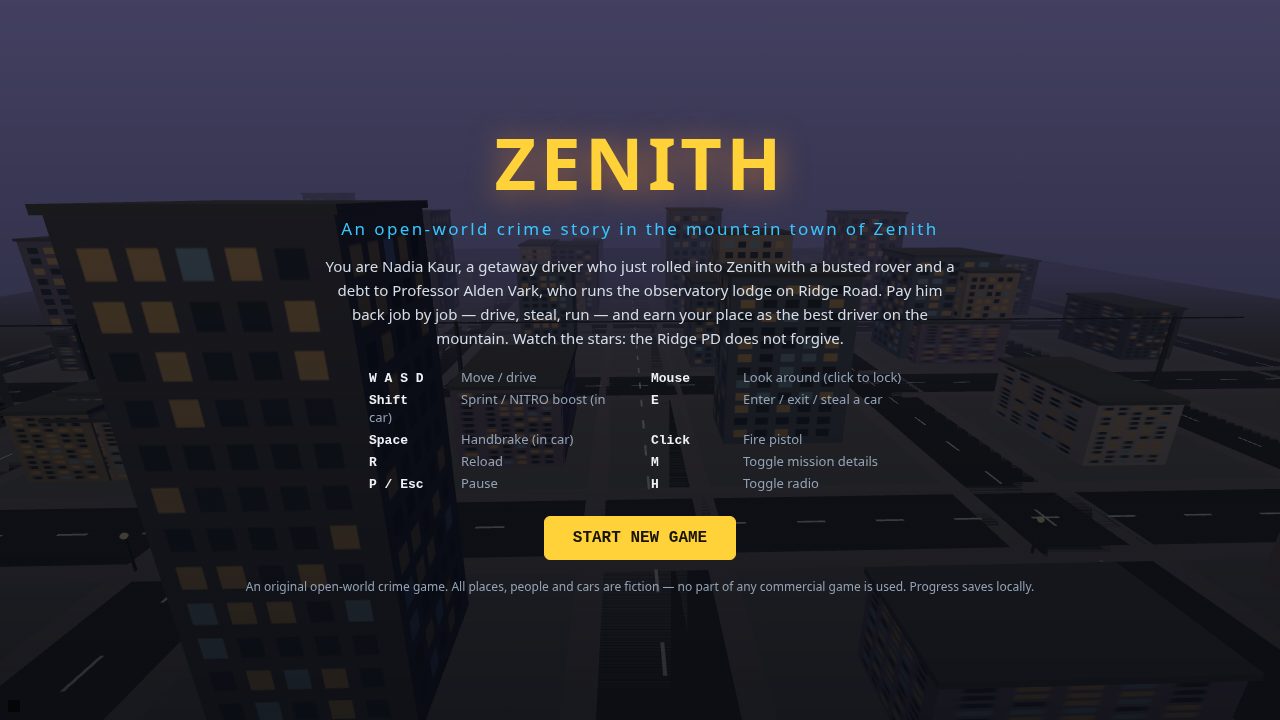 ZENITH
An open-world crime story in the mountain town of Zenith
You are Nadia Kaur, a getaway driver who just rolled into Zenith with a busted rover and a
debt to Professor Alden Vark, who runs the observatory lodge on Ridge Road. Pay him
back job by job — drive, steal, run — and earn your place as the best driver on the
mountain. Watch the stars: the Ridge PD does not forgive.
W A S D Move / drive Mouse Look around (click to lock)
Shift Sprint / NITRO boost (in E Enter / exit / steal a car
car)
Space Handbrake (in car) Click Fire pistol
R Reload M Toggle mission details
P / Esc Pause H Toggle radio
START NEW GAME
An original open-world crime game. All places, people and cars are fiction — no part of any commercial game is used. Progress saves locally.